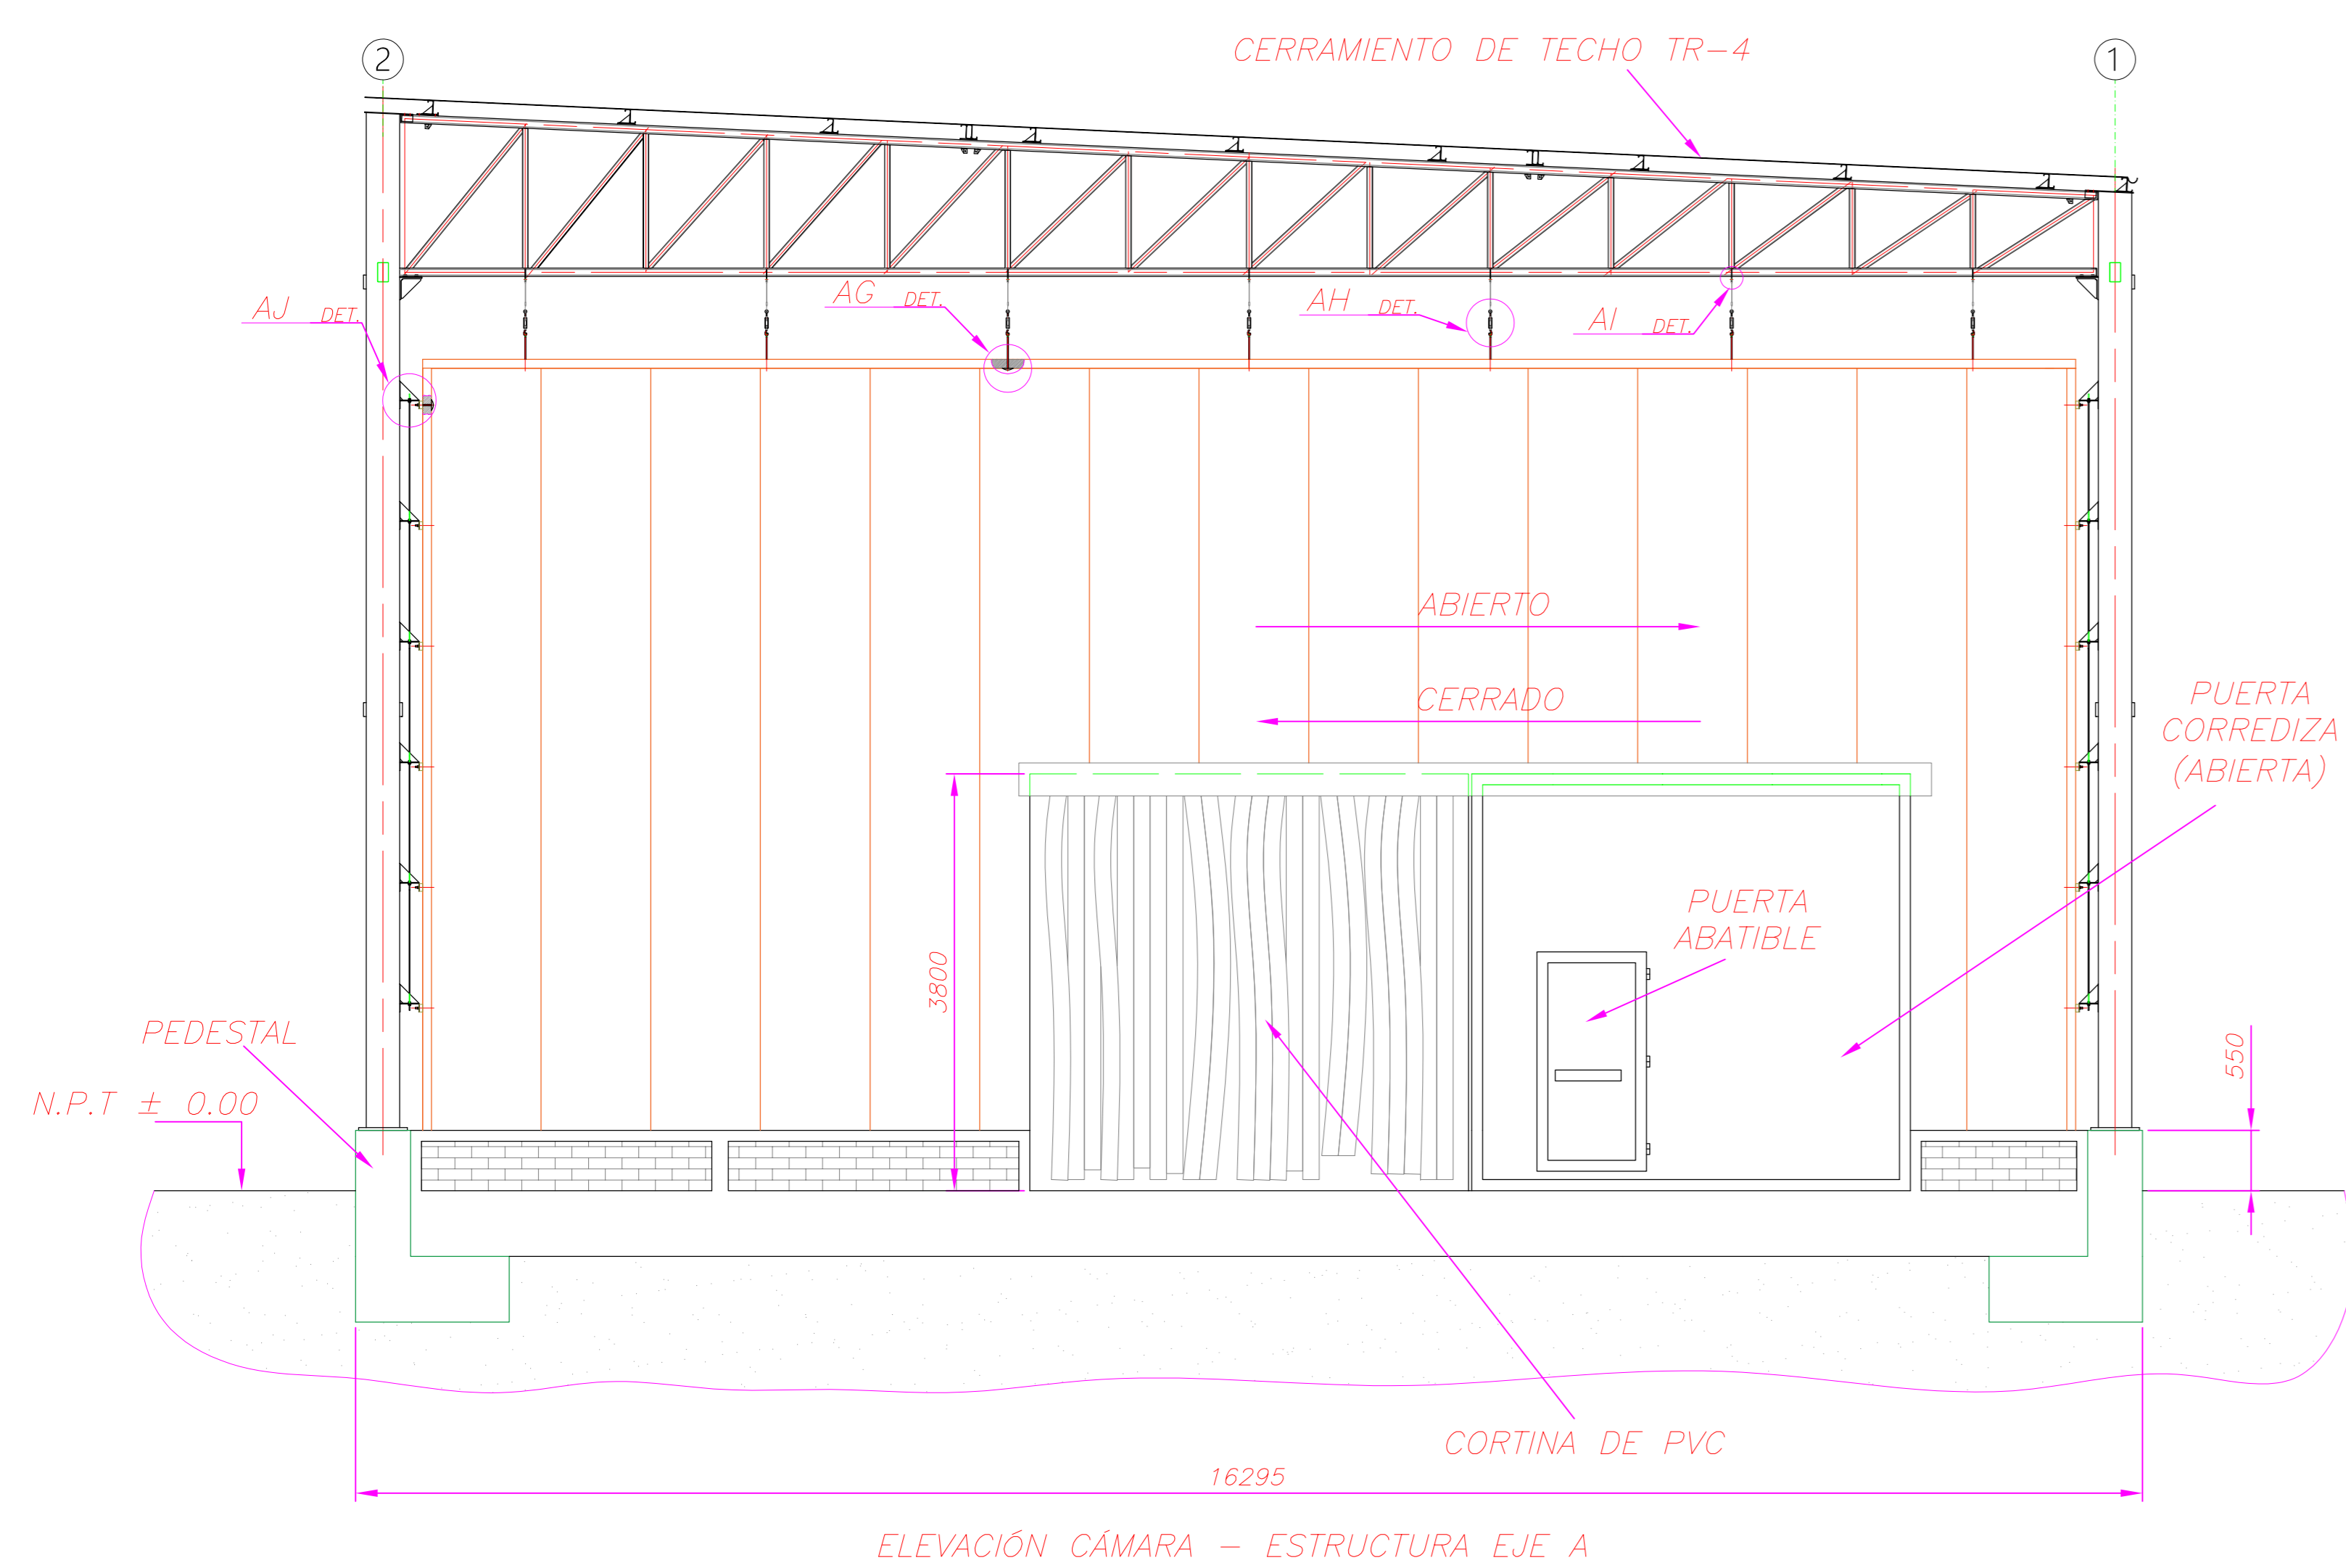 2
CERRAMIENTO DE TECHO TR-4
1
AJ DET.
AG DET.
AH DET.
AI DET.
ABIERTO
CERRADO
PUERTA
CORREDIZA
(ABIERTA)
PUERTA
ABATIBLE
3800
PEDESTAL
N.P.T ± 0.00
550
CORTINA DE PVC
16295
ELEVACIÓN CÁMARA - ESTRUCTURA EJE A